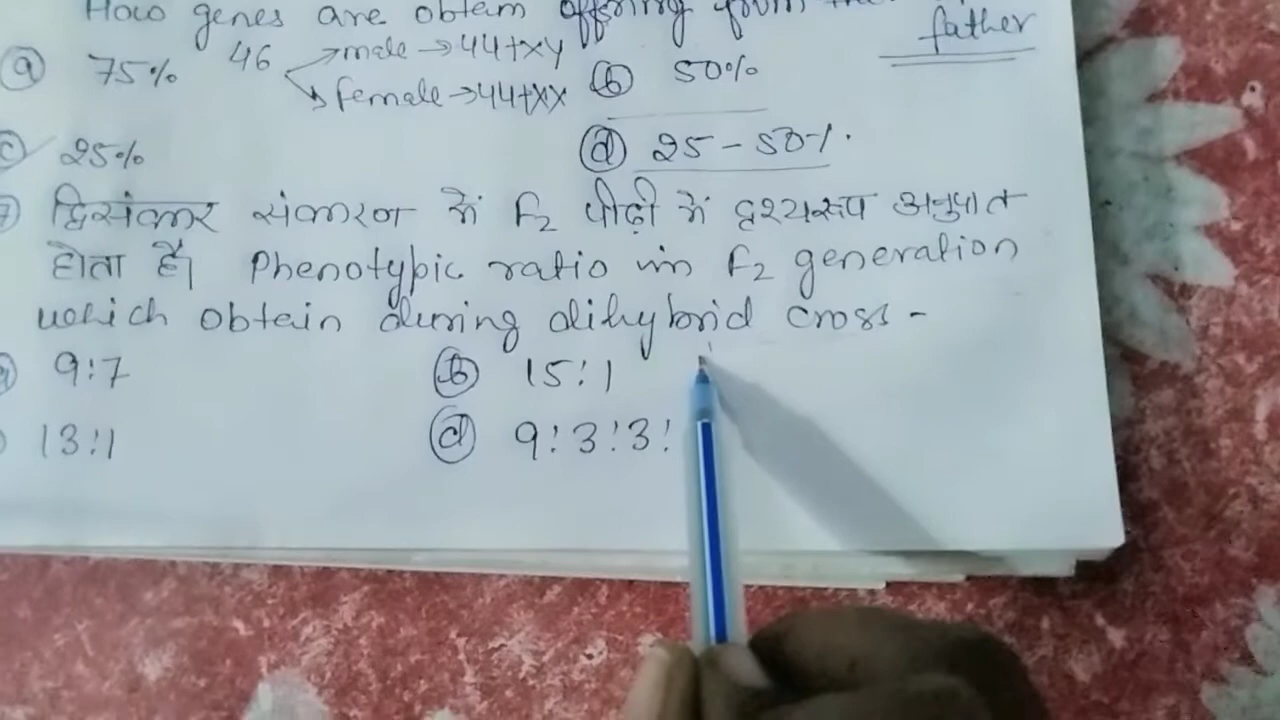 How genes are obtain offring from the
father
ⓐ 75% 46 →male →44+xy ⓑ 50%
→female →44+xx
ⓒ 25% ⓓ 25-50%.
द्विसंकर संकरण में F2 पीढ़ी में दृश्यरूप अनुपात
होता है। Phenotypic ratio in F2 generation
which obtain during dihybrid cross-
9:7 ⓑ 15:1
13:1 ⓓ 9:3:3: